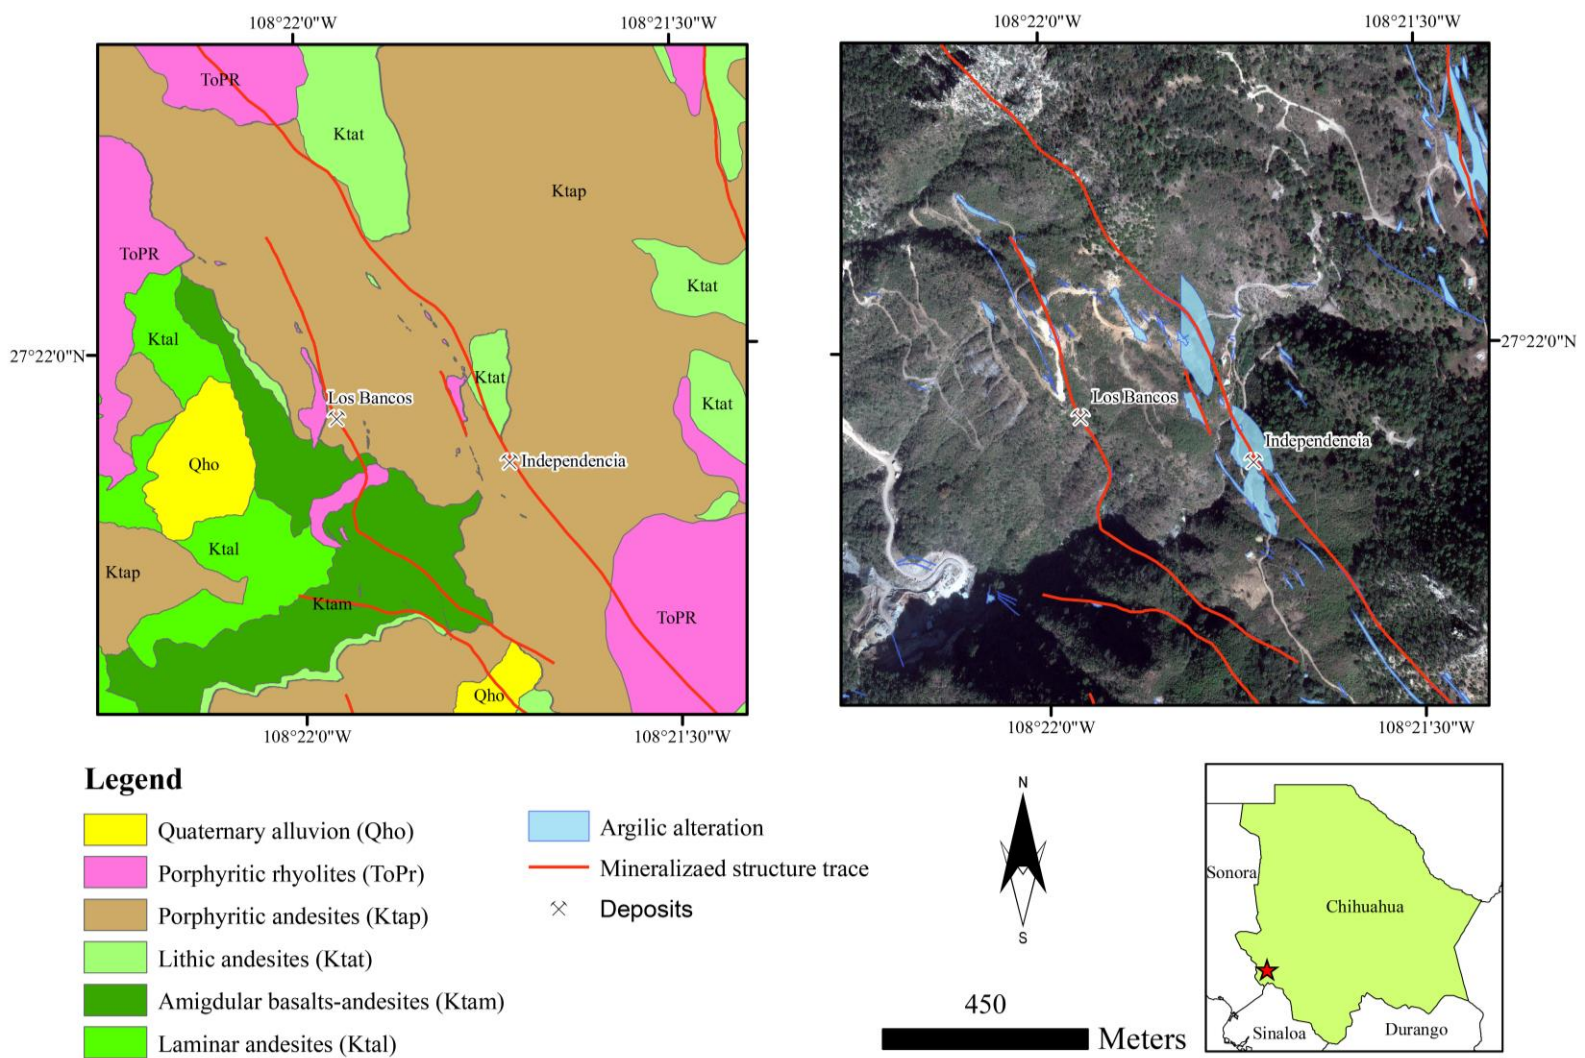 108°22'0"W 108°21'30"W 108°22'0"W 108°21'30"W
ToPR
Ktat
Ktap
ToPR
Ktat
Ktal
27°22'0"N
27°22'0"N
Ktat
Los Bancos
Ktat
Qho
Independencia
Ktal
Ktap
Ktam
ToPR
Qho
Los Bancos
Independencia
108°22'0"W 108°21'30"W 108°22'0"W 108°21'30"W
Legend
Quaternary alluvion (Qho)
Porphyritic rhyolites (ToPr)
Porphyritic andesites (Ktap)
Lithic andesites (Ktat)
Amigdular basalts-andesites (Ktam)
Laminar andesites (Ktal)
Argilic alteration
Mineralizaed structure trace
Deposits
N
S
450
Meters
Sonora
Chihuahua
Sinaloa
Durango